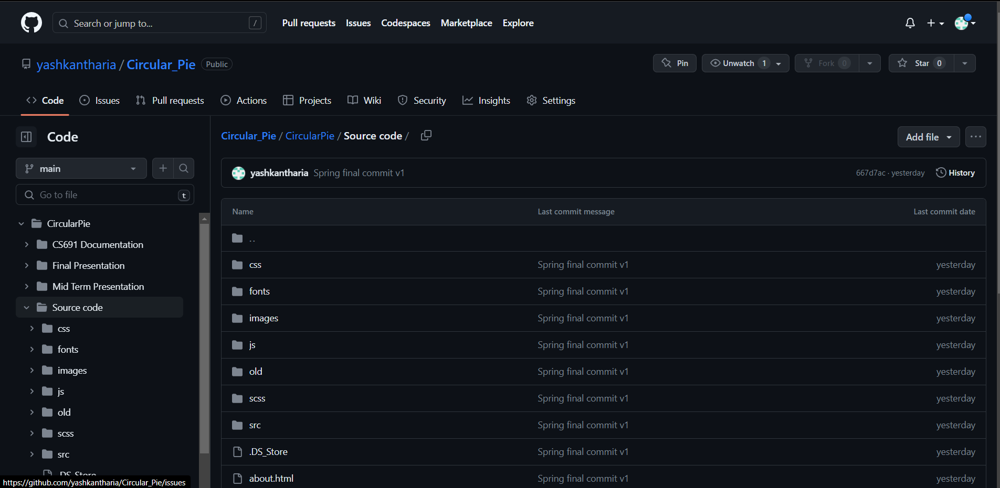 Search or jump to... /
Pull requests Issues Codespaces Marketplace Explore
yashkantharia / Circular_Pie Public
Pin Unwatch 1 Fork 0 Star 0
Code Issues Pull requests Actions Projects Wiki Security Insights Settings
Code
main
Go to file t
CircularPie
CS691 Documentation
Final Presentation
Mid Term Presentation
Source code
css
fonts
images
js
old
scss
src
.DS_Store
https://github.com/yashkantharia/Circular_Pie/issues
Circular_Pie / CircularPie / Source code /
Add file ...
yashkantharia Spring final commit v1 667d7ac · yesterday History
Name Last commit message Last commit date
..
css Spring final commit v1 yesterday
fonts Spring final commit v1 yesterday
images Spring final commit v1 yesterday
js Spring final commit v1 yesterday
old Spring final commit v1 yesterday
scss Spring final commit v1 yesterday
src Spring final commit v1 yesterday
.DS_Store Spring final commit v1 yesterday
about.html Spring final commit v1 yesterday